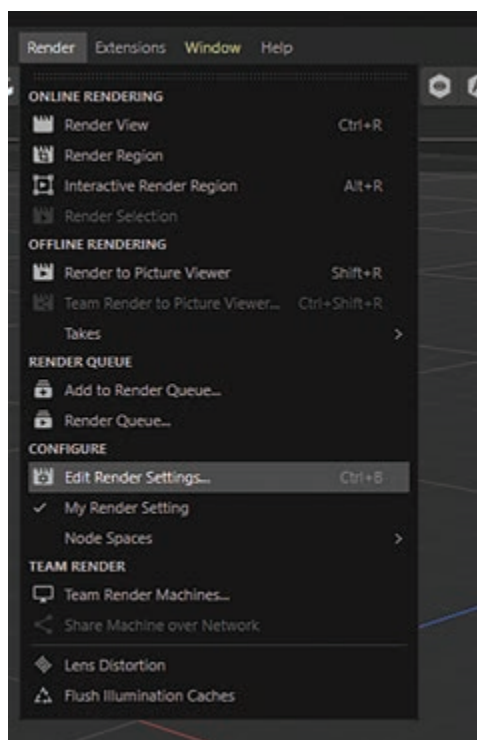 Render Extensions Window Help
ONLINE RENDERING
Render View Ctrl+R
Render Region
Interactive Render Region Alt+R
Render Selection
OFFLINE RENDERING
Render to Picture Viewer Shift+R
Team Render to Picture Viewer... Ctrl+Shift+R
Takes
RENDER QUEUE
Add to Render Queue...
Render Queue...
CONFIGURE
Edit Render Settings... Ctrl+B
My Render Setting
Node Spaces
TEAM RENDER
Team Render Machines...
Share Machine over Network
Lens Distortion
Flush Illumination Caches